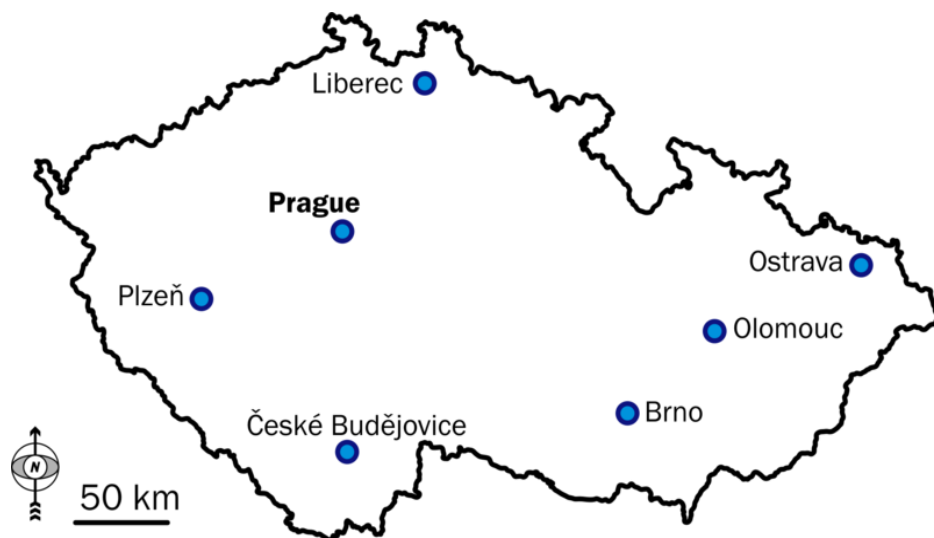 Liberec
Prague
Ostrava
Plzeň
Olomouc
Brno
České Budějovice
N
50 km